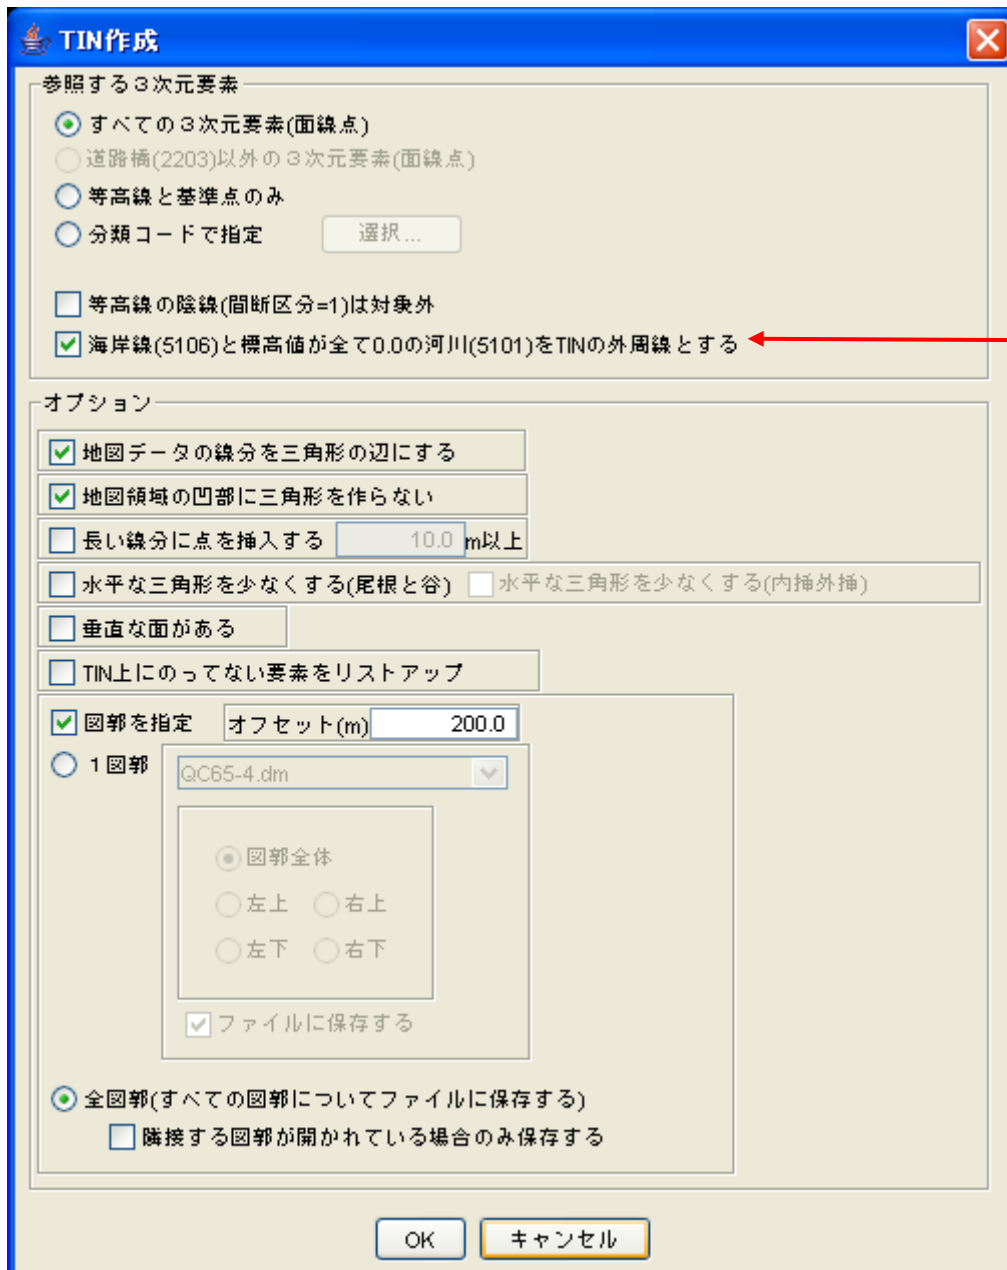 TIN作成
参照する3次元要素
すべての3次元要素(面線点)
道路橋(2203)以外の3次元要素(面線点)
等高線と基準点のみ
分類コードで指定 選択...
等高線の陰線(間断区分=1)は対象外
海岸線(5106)と標高値が全て0.0の河川(5101)をTINの外周線とする
オプション
地図データの線分を三角形の辺にする
地図領域の凹部に三角形を作らない
長い線分に点を挿入する 10.0 m以上
水平な三角形を少なくする(尾根と谷) 水平な三角形を少なくする(内挿外挿)
垂直な面がある
TIN上にのってない要素をリストアップ
図郭を指定 オフセット(m) 200.0
1図郭 QC65-4.dm
図郭全体
左上 右上
左下 右下
ファイルに保存する
全図郭(すべての図郭についてファイルに保存する)
隣接する図郭が開かれている場合のみ保存する
OK キャンセル